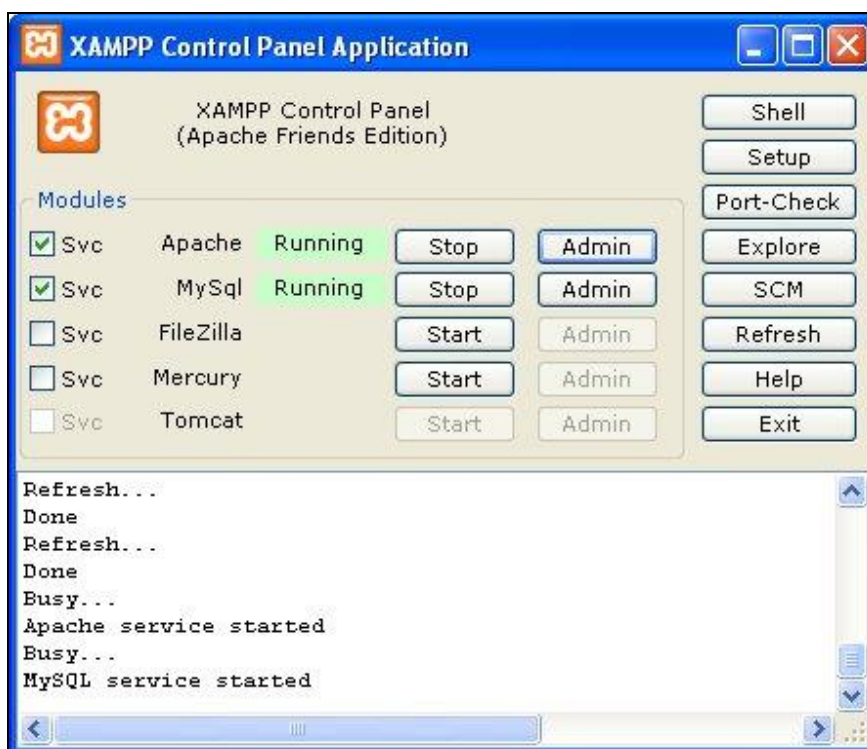 XAMPP Control Panel Application
XAMPP Control Panel
(Apache Friends Edition)
Shell
Setup
Port-Check
Explore
SCM
Refresh
Help
Exit
Modules
Svc Apache Running Stop Admin
Svc MySql Running Stop Admin
Svc FileZilla Start Admin
Svc Mercury Start Admin
Svc Tomcat Start Admin
Refresh...
Done
Refresh...
Done
Busy...
Apache service started
Busy...
MySQL service started